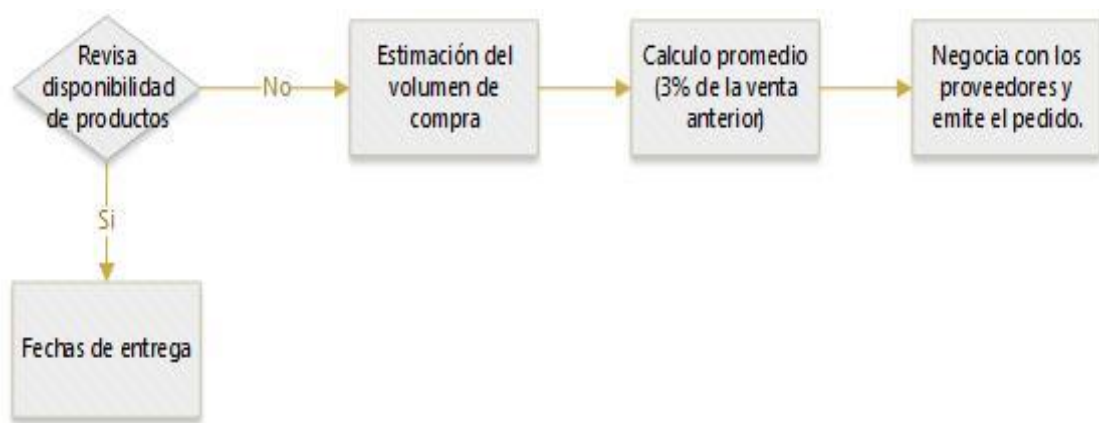 Revisa
disponibilidad
de productos
No
Estimación del
volumen de
compra
Calculo promedio
(3% de la venta
anterior)
Negocia con los
proveedores y
emite el pedido.
Si
Fechas de entrega